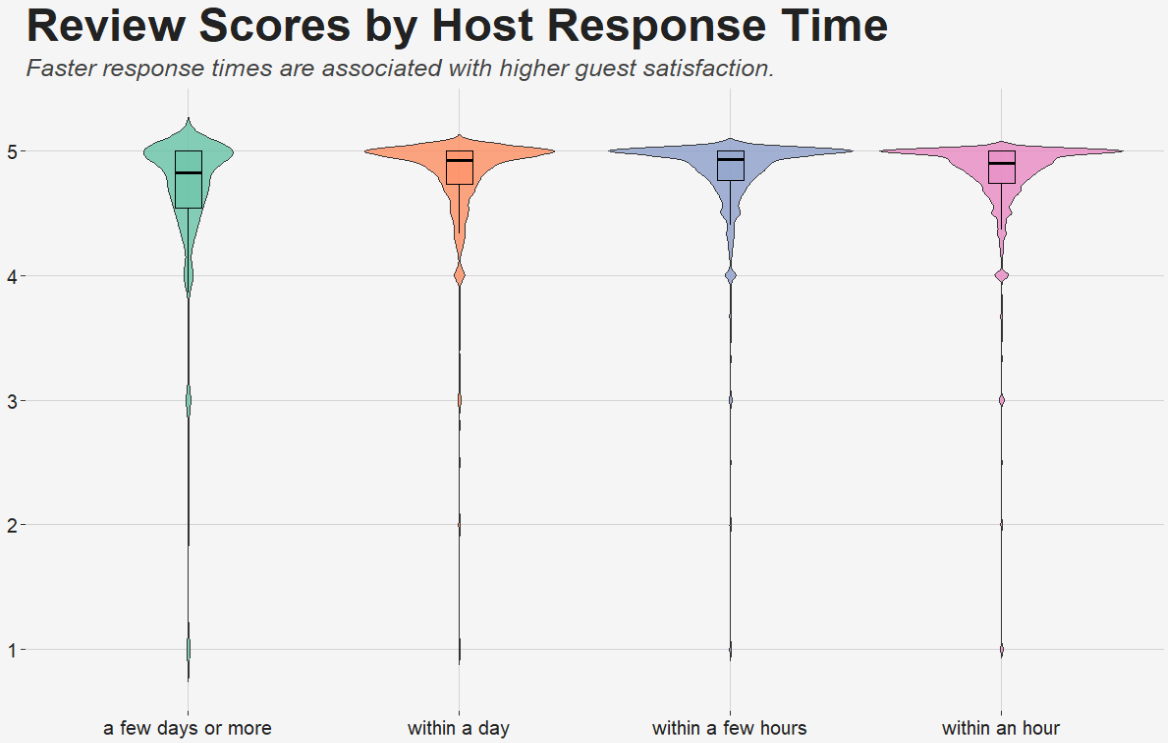 Review Scores by Host Response Time
Faster response times are associated with higher guest satisfaction.
5
4
3
2
1
a few days or more
within a day
within a few hours
within an hour